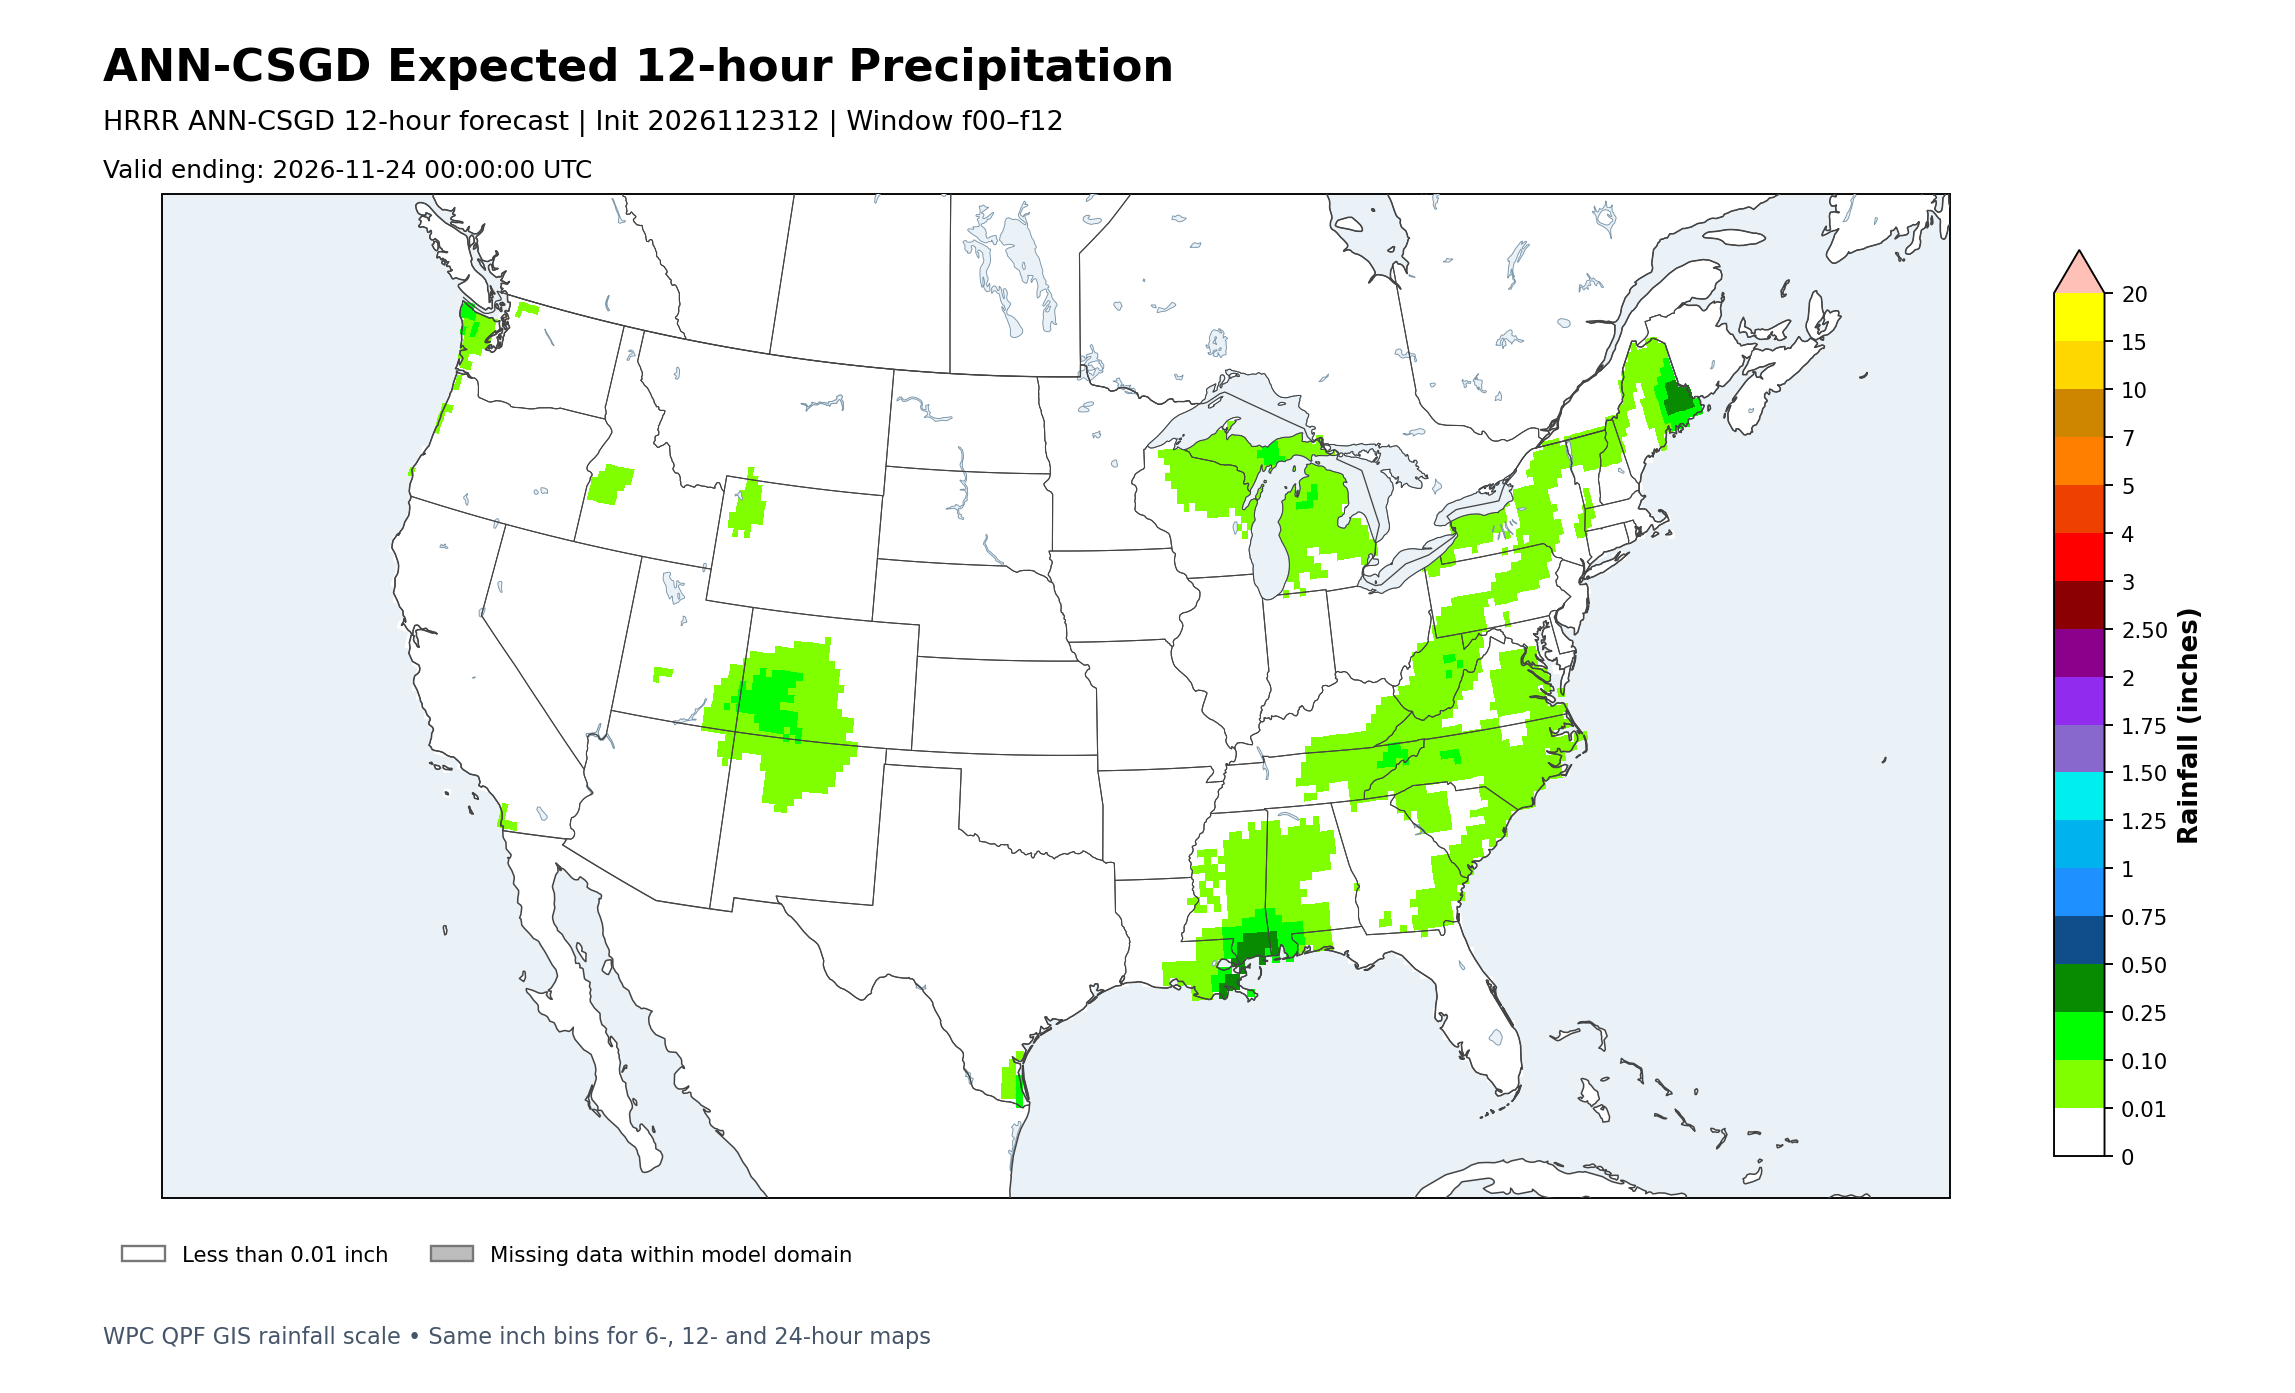 ANN-CSGD Expected 12-hour Precipitation
HRRR ANN-CSGD 12-hour forecast | Init 2026112312 | Window f00–f12
Valid ending: 2026-11-24 00:00:00 UTC
20
15
10
7
5
4
3
2.50
2
1.75
1.50
1.25
1
0.75
0.50
0.25
0.10
0.01
0
Rainfall (inches)
Less than 0.01 inch
Missing data within model domain
WPC QPF GIS rainfall scale • Same inch bins for 6-, 12- and 24-hour maps